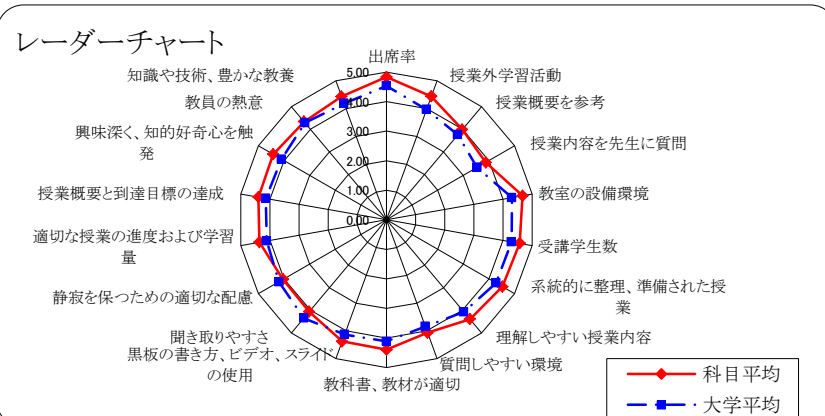 レーダーチャート
出席率
授業外学習活動
授業概要を参考
授業内容を先生に質問
教室の設備環境
受講学生数
系統的に整理、準備された授
業
理解しやすい授業内容
質問しやすい環境
教科書、教材が適切
黒板の書き方、ビデオ、スライド
の使用
聞き取りやすさ
静寂を保つための適切な配慮
適切な授業の進度および学習
量
授業概要と到達目標の達成
興味深く、知的好奇心を触
発
教員の熱意
知識や技術、豊かな教養
5.00
4.00
3.00
2.00
1.00
0.00
科目平均
大学平均